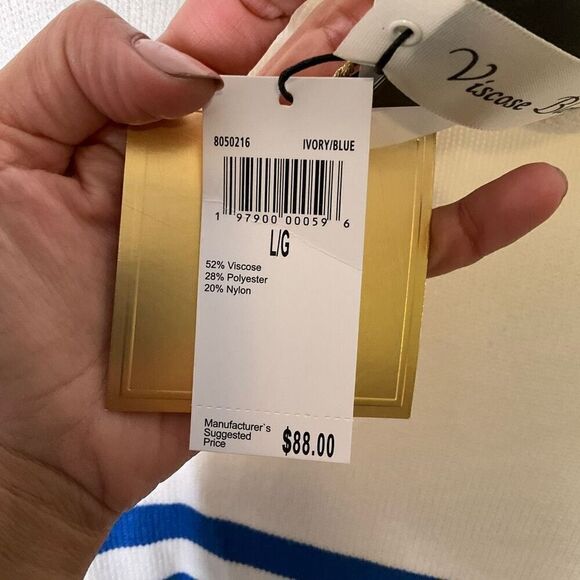 Viscose
8050216 IVORY/BLUE
1 97900 00059 6
L/G
52% Viscose
28% Polyester
20% Nylon
Manufacturer`s
Suggested
Price
$88.00